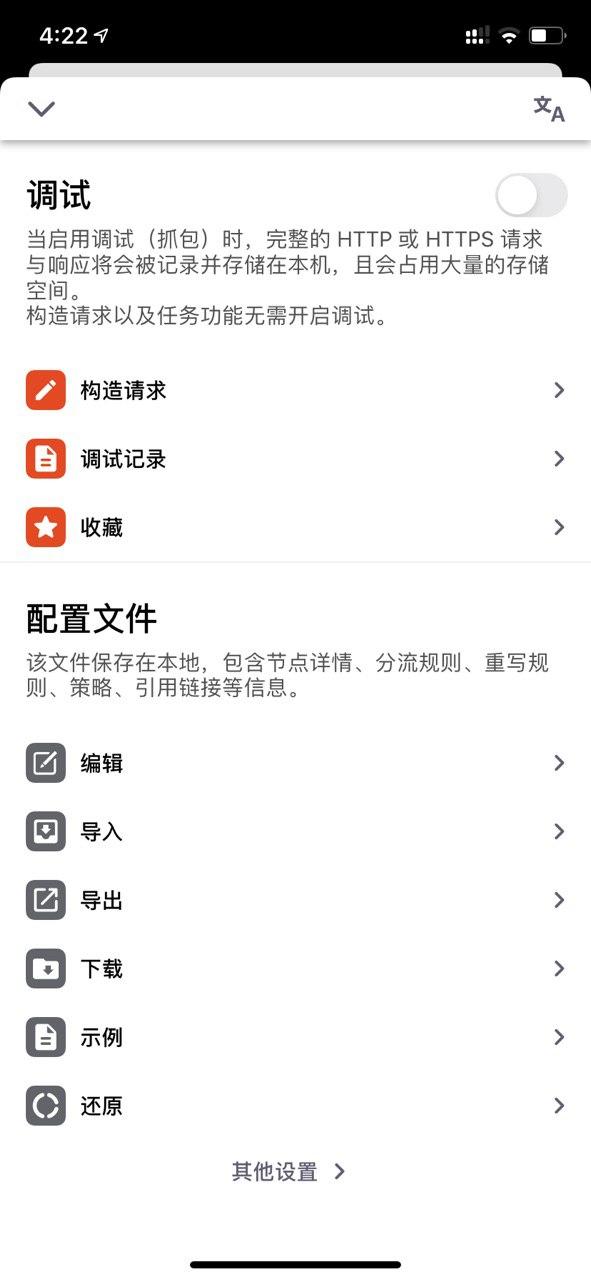 4:22
文A
调试
当启用调试（抓包）时，完整的 HTTP 或 HTTPS 请求
与响应将会被记录并存储在本机，且会占用大量的存储
空间。
构造请求以及任务功能无需开启调试。
构造请求
调试记录
收藏
配置文件
该文件保存在本地，包含节点详情、分流规则、重写规
则、策略、引用链接等信息。
编辑
导入
导出
下载
示例
还原
其他设置